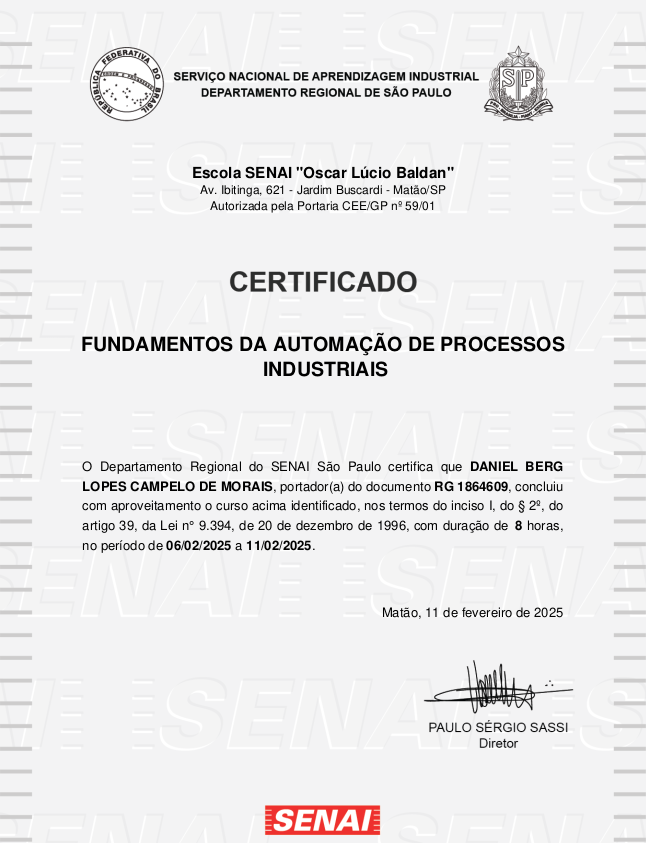 REPÚBLICA FEDERATIVA DO BRASIL
SERVIÇO NACIONAL DE APRENDIZAGEM INDUSTRIAL
DEPARTAMENTO REGIONAL DE SÃO PAULO
SP
Escola SENAI "Oscar Lúcio Baldan"
Av. Ibitinga, 621 - Jardim Buscardi - Matão/SP
Autorizada pela Portaria CEE/GP nº 59/01
CERTIFICADO
FUNDAMENTOS DA AUTOMAÇÃO DE PROCESSOS
INDUSTRIAIS
O Departamento Regional do SENAI São Paulo certifica que DANIEL BERG
LOPES CAMPELO DE MORAIS, portador(a) do documento RG 1864609, concluiu
com aproveitamento o curso acima identificado, nos termos do inciso I, do § 2º, do
artigo 39, da Lei n° 9.394, de 20 de dezembro de 1996, com duração de 8 horas,
no período de 06/02/2025 a 11/02/2025.
Matão, 11 de fevereiro de 2025
PAULO SÉRGIO SASSI
Diretor
SENAI